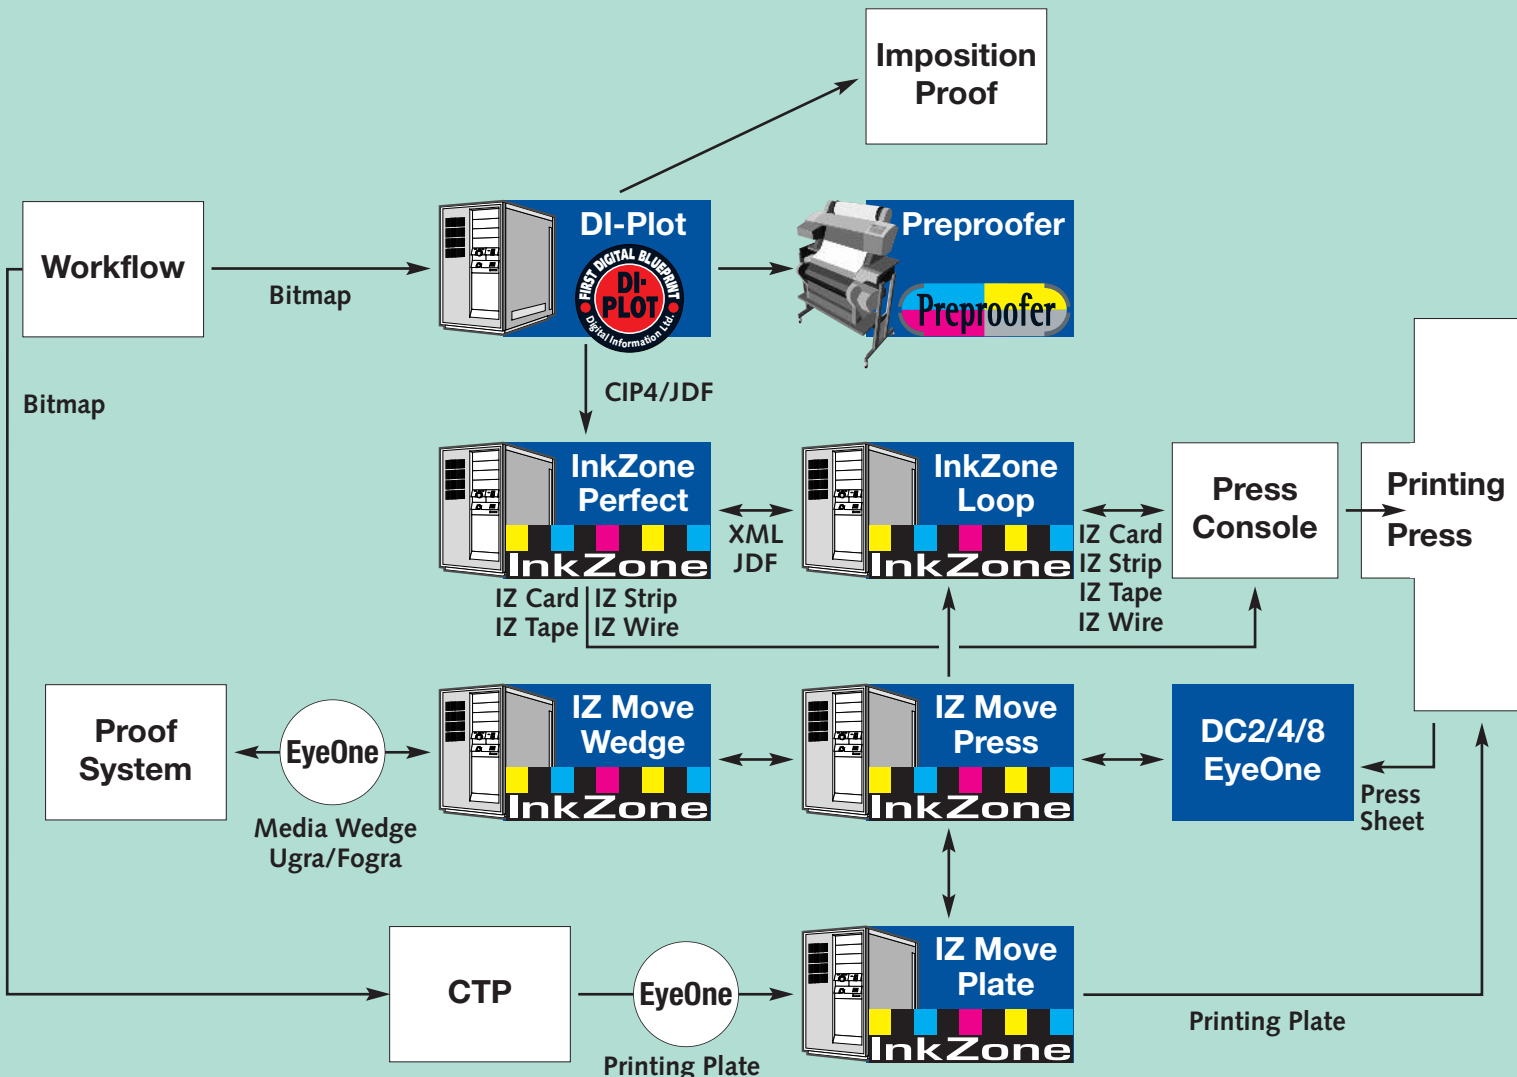 Imposition
Proof
Workflow
Bitmap
DI-Plot
FIRST DIGITAL BLUEPRINT
DI-
PLOT
Digital Information Ltd.
Preproofer
Preproofer
Bitmap
CIP4/JDF
InkZone
Perfect
InkZone
XML
JDF
InkZone
Loop
InkZone
IZ Card
IZ Strip
IZ Tape
IZ Wire
Press
Console
Printing
Press
IZ Card
IZ Strip
IZ Tape
IZ Wire
Proof
System
EyeOne
Media Wedge
Ugra/Fogra
IZ Move
Wedge
InkZone
IZ Move
Press
InkZone
DC2/4/8
EyeOne
Press
Sheet
CTP
EyeOne
Printing Plate
IZ Move
Plate
InkZone
Printing Plate